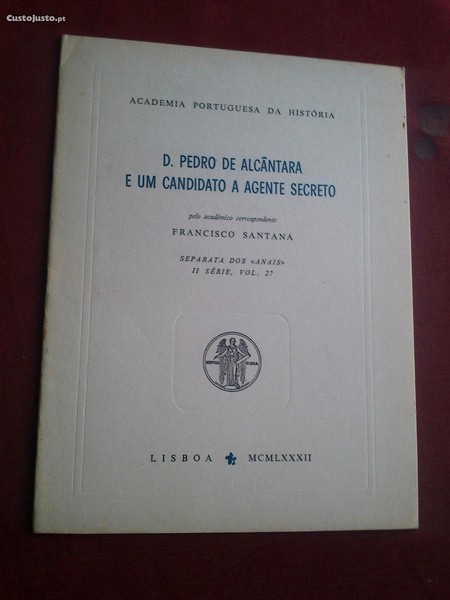 CustoJusto.pt
ACADEMIA PORTUGUESA DA HISTÓRIA
D. PEDRO DE ALCÂNTARA
E UM CANDIDATO A AGENTE SECRETO
pelo académico correspondente
FRANCISCO SANTANA
SEPARATA DOS «ANAIS»
II SÉRIE, VOL. 27
LISBOA MCMLXXXII